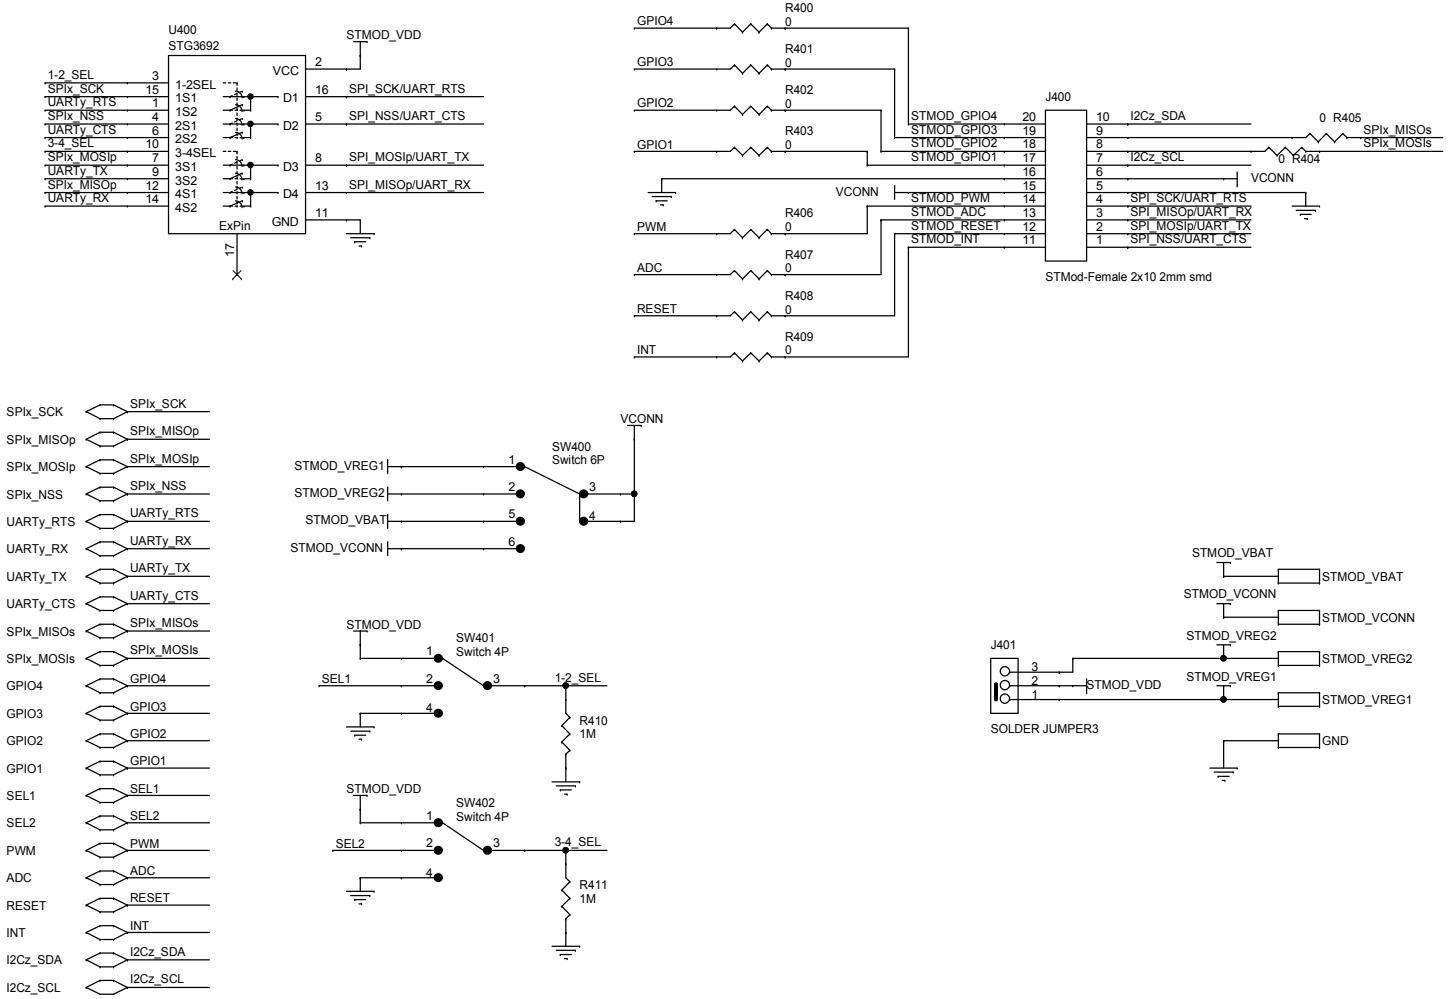 U400
STG3692
STMOD_VDD
1-2_SEL 3 1-2SEL VCC 2
SPIx_SCK 15 1S1 D1 16 SPI_SCK/UART_RTS
UARTy_RTS 1 1S2
SPIx_NSS 4 2S1 D2 5 SPI_NSS/UART_CTS
UARTy_CTS 6 2S2
3-4_SEL 10 3-4SEL
SPIx_MOSIp 7 3S1 D3 8 SPI_MOSIp/UART_TX
UARTy_TX 9 3S2
SPIx_MISOp 12 4S1 D4 13 SPI_MISOp/UART_RX
UARTy_RX 14 4S2
ExPin GND 11
17
GPIO4 R400 0
GPIO3 R401 0
GPIO2 R402 0
GPIO1 R403 0
PWM R406 0
ADC R407 0
RESET R408 0
INT R409 0
J400
STMOD_GPIO4 20 10 I2Cz_SDA
STMOD_GPIO3 19 9 0 R405 SPIx_MISOs
STMOD_GPIO2 18 8 0 R404 SPIx_MOSIs
STMOD_GPIO1 17 7 I2Cz_SCL
16 6 VCONN
VCONN 15 5
STMOD_PWM 14 4 SPI_SCK/UART_RTS
STMOD_ADC 13 3 SPI_MISOp/UART_RX
STMOD_RESET 12 2 SPI_MOSIp/UART_TX
STMOD_INT 11 1 SPI_NSS/UART_CTS
STMod-Female 2x10 2mm smd
SPIx_SCK SPIx_SCK
SPIx_MISOp SPIx_MISOp
SPIx_MOSIp SPIx_MOSIp
SPIx_NSS SPIx_NSS
UARTy_RTS UARTy_RTS
UARTy_RX UARTy_RX
UARTy_TX UARTy_TX
UARTy_CTS UARTy_CTS
SPIx_MISOs SPIx_MISOs
SPIx_MOSIs SPIx_MOSIs
GPIO4 GPIO4
GPIO3 GPIO3
GPIO2 GPIO2
GPIO1 GPIO1
SEL1 SEL1
SEL2 SEL2
PWM PWM
ADC ADC
RESET RESET
INT INT
I2Cz_SDA I2Cz_SDA
I2Cz_SCL I2Cz_SCL
VCONN
SW400
Switch 6P
STMOD_VREG1 1
STMOD_VREG2 2 3
STMOD_VBAT 5 4
STMOD_VCONN 6
STMOD_VDD
SW401
Switch 4P
1
SEL1 2 3 1-2_SEL
4
R410
1M
STMOD_VDD
SW402
Switch 4P
1
SEL2 2 3 3-4_SEL
4
R411
1M
STMOD_VBAT
STMOD_VBAT
STMOD_VCONN
STMOD_VCONN
STMOD_VREG2
STMOD_VREG2
STMOD_VREG1
STMOD_VREG1
GND
J401
3
2 STMOD_VDD
1
SOLDER JUMPER3